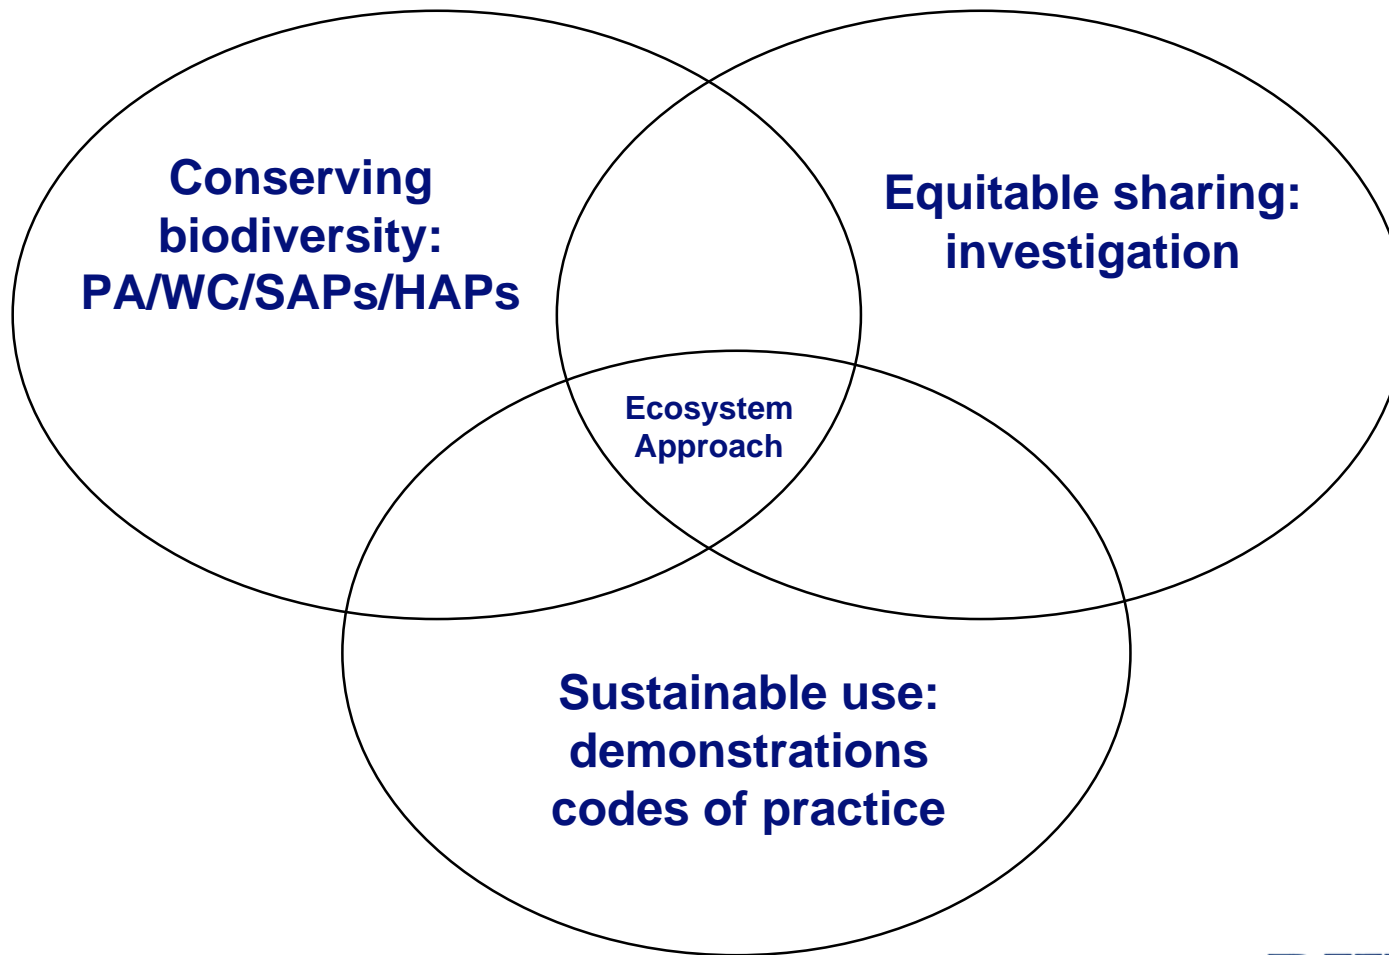 Conserving
biodiversity:
PA/WC/SAPs/HAPs
Equitable sharing:
investigation
Ecosystem
Approach
Sustainable use:
demonstrations
codes of practice